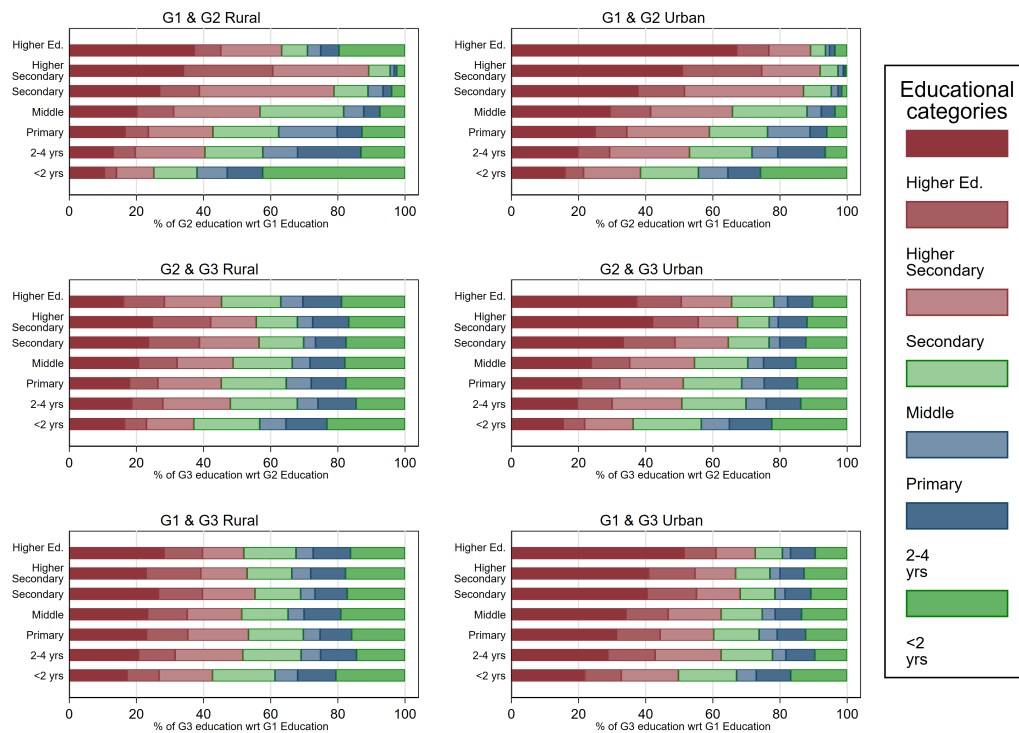 G1 & G2 Rural
Higher Ed.
Higher
Secondary
Secondary
Middle
Primary
2-4 yrs
<2 yrs
0 20 40 60 80 100
% of G2 education wrt G1 Education
G1 & G2 Urban
Higher Ed.
Higher
Secondary
Secondary
Middle
Primary
2-4 yrs
<2 yrs
0 20 40 60 80 100
% of G2 education wrt G1 Education
G2 & G3 Rural
Higher Ed.
Higher
Secondary
Secondary
Middle
Primary
2-4 yrs
<2 yrs
0 20 40 60 80 100
% of G3 education wrt G2 Education
G2 & G3 Urban
Higher Ed.
Higher
Secondary
Secondary
Middle
Primary
2-4 yrs
<2 yrs
0 20 40 60 80 100
% of G3 education wrt G2 Education
G1 & G3 Rural
Higher Ed.
Higher
Secondary
Secondary
Middle
Primary
2-4 yrs
<2 yrs
0 20 40 60 80 100
% of G3 education wrt G1 Education
G1 & G3 Urban
Higher Ed.
Higher
Secondary
Secondary
Middle
Primary
2-4 yrs
<2 yrs
0 20 40 60 80 100
% of G3 education wrt G1 Education
Educational
categories
Higher Ed.
Higher
Secondary
Secondary
Middle
Primary
2-4
yrs
<2
yrs